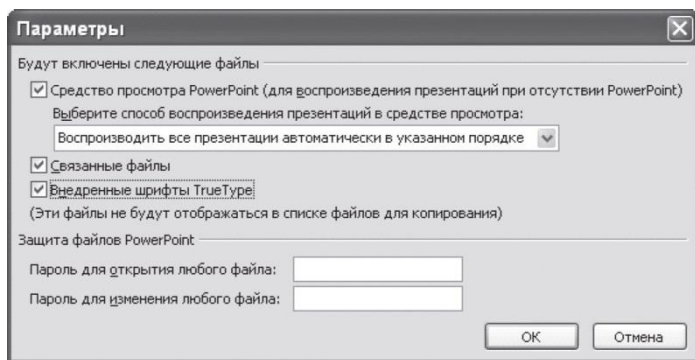 Параметры
Будут включены следующие файлы
Средство просмотра PowerPoint (для воспроизведения презентаций при отсутствии PowerPoint)
Выберите способ воспроизведения презентаций в средстве просмотра:
Воспроизводить все презентации автоматически в указанном порядке
Связанные файлы
Внедренные шрифты TrueType
(Эти файлы не будут отображаться в списке файлов для копирования)
Защита файлов PowerPoint
Пароль для открытия любого файла:
Пароль для изменения любого файла:
ОК Отмена